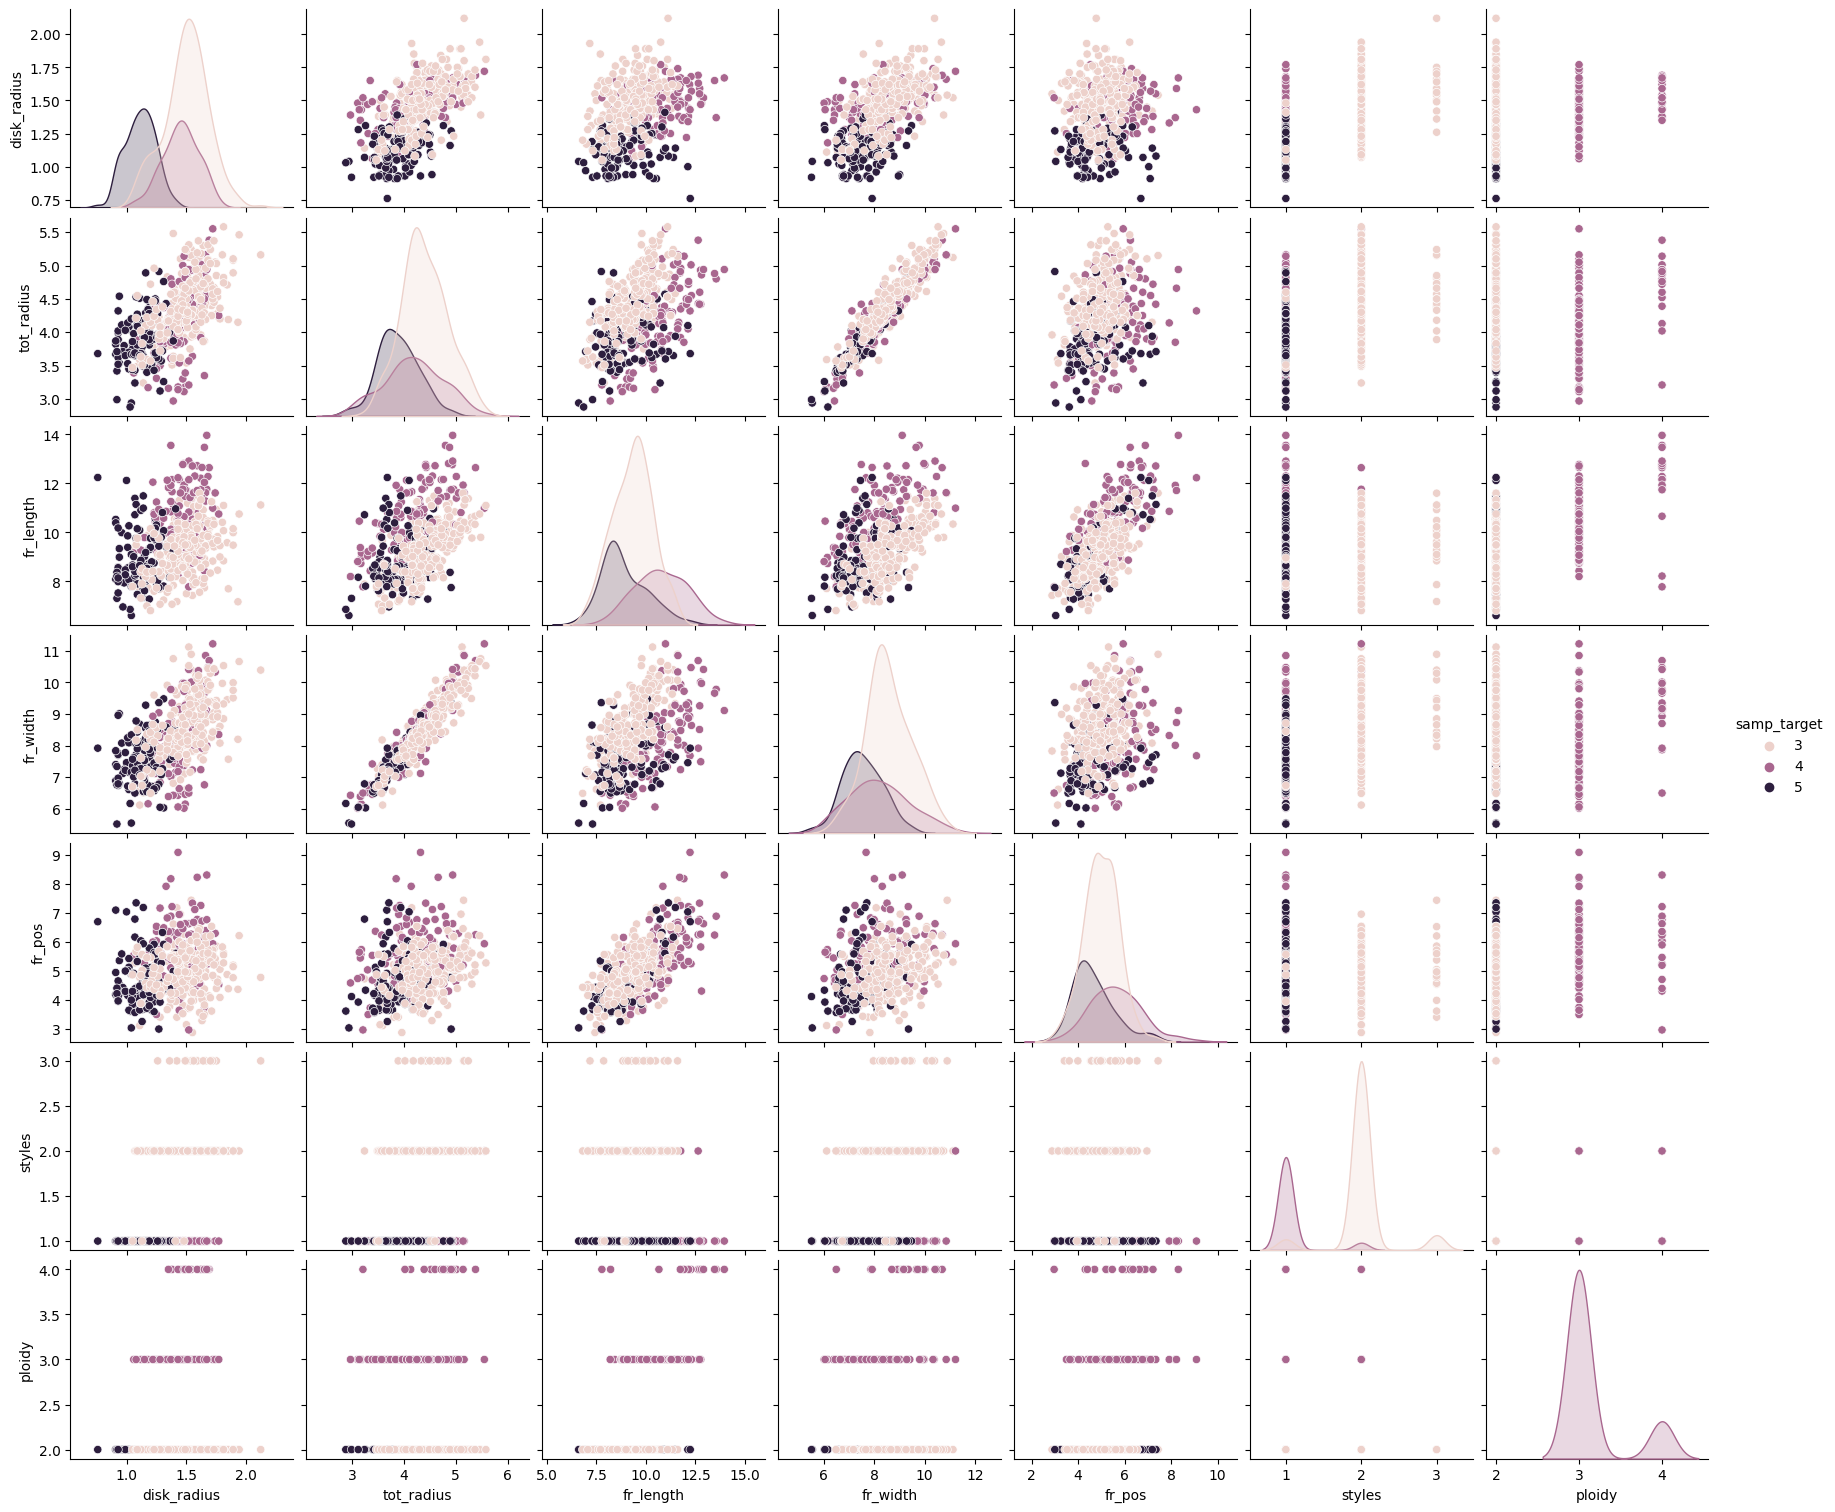 2.00
1.75
1.50
1.25
1.00
0.75
disk_radius
5.5
5.0
4.5
4.0
3.5
3.0
tot_radius
14
12
10
8
fr_length
11
10
9
8
7
6
fr_width
samp_target
3
4
5
9
8
7
6
5
4
3
fr_pos
3.0
2.5
2.0
1.5
1.0
styles
4.0
3.5
3.0
2.5
2.0
ploidy
1.0 1.5 2.0
3 4 5 6
5.0 7.5 10.0 12.5 15.0
6 8 10 12
2 4 6 8 10
1 2 3
2 3 4
disk_radius tot_radius fr_length fr_width fr_pos styles ploidy